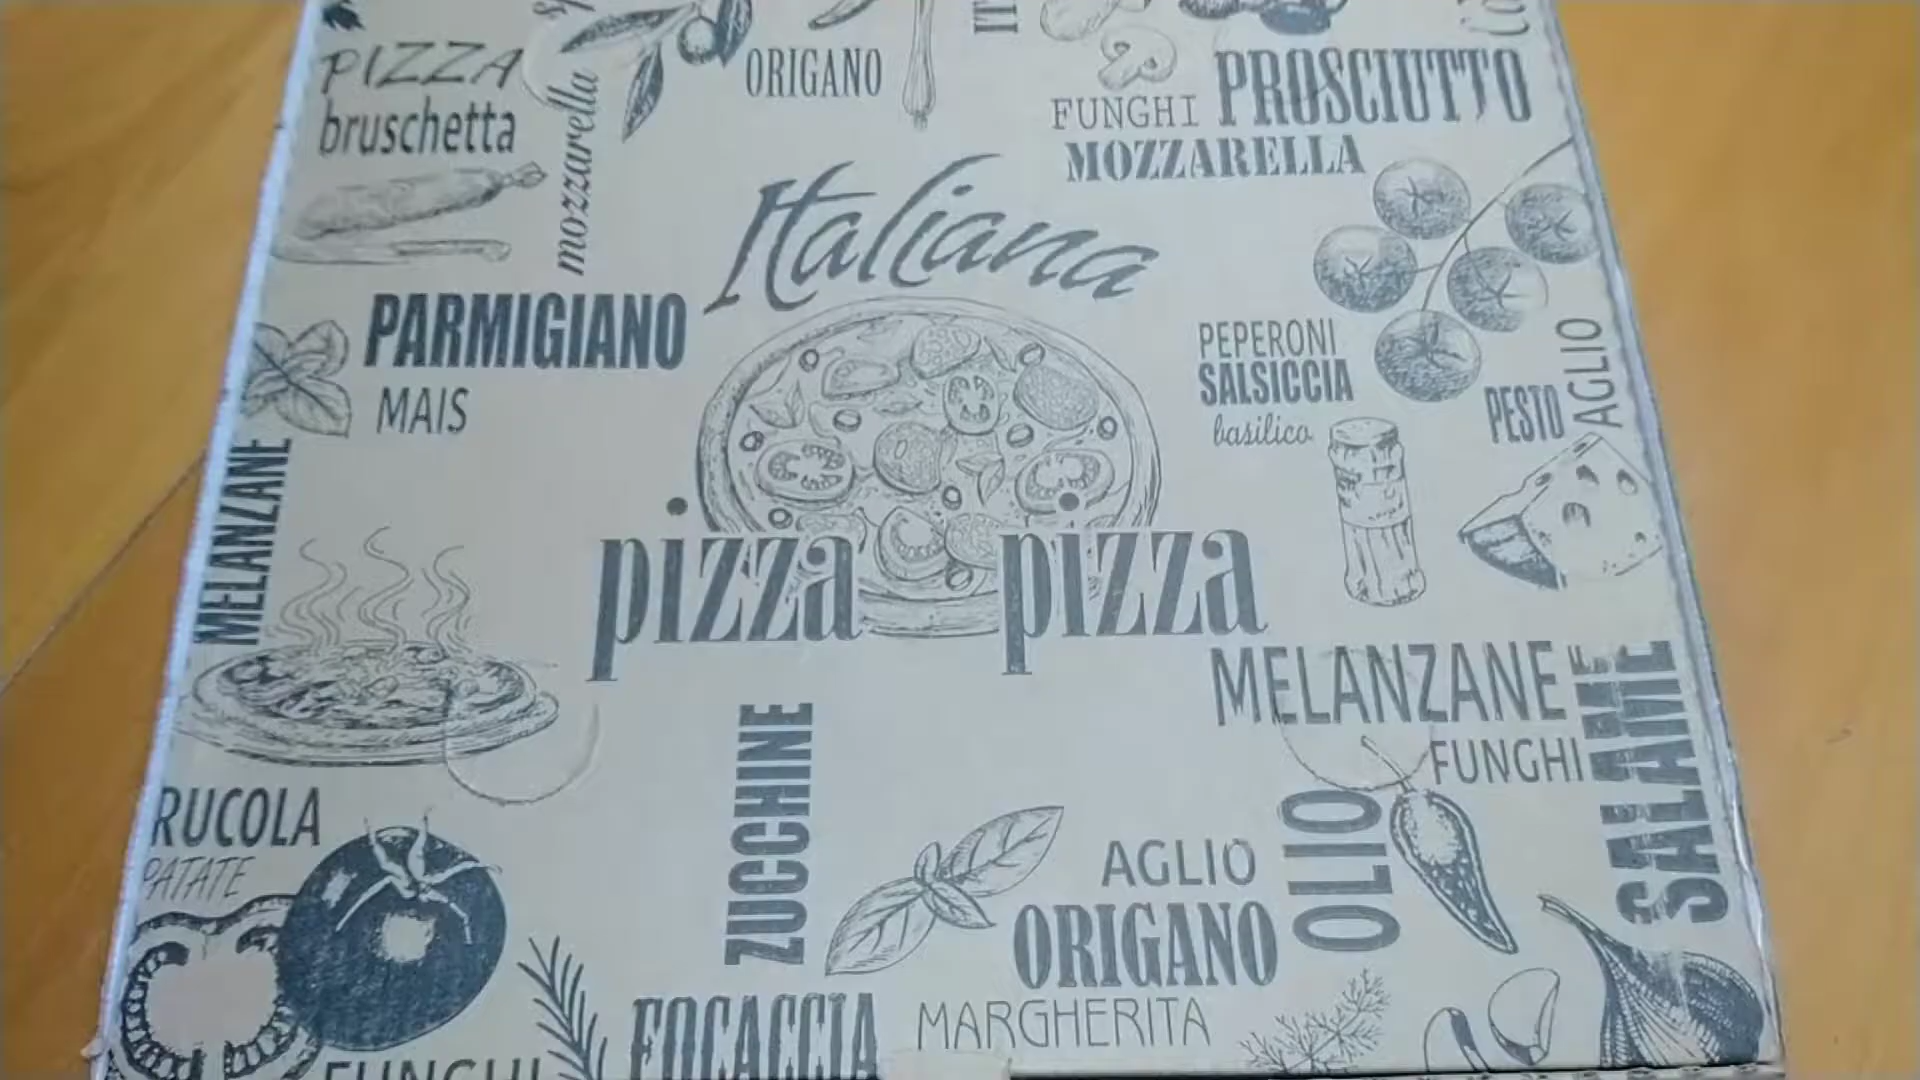 PIZZA
bruschetta
mozzarella
ORIGANO
FUNGHI PROSCIUTTO
MOZZARELLA
Italiana
PARMIGIANO
MAIS
PEPERONI
SALSICCIA
basilico
PESTO
AGLIO
MELANZANE
pizza pizza
MELANZANE
FUNGHI
SALAME
ZUCCHINE
RUCOLA
PATATE
AGLIO
ORIGANO
OLIO
FOCACCIA
MARGHERITA
FUNGHI